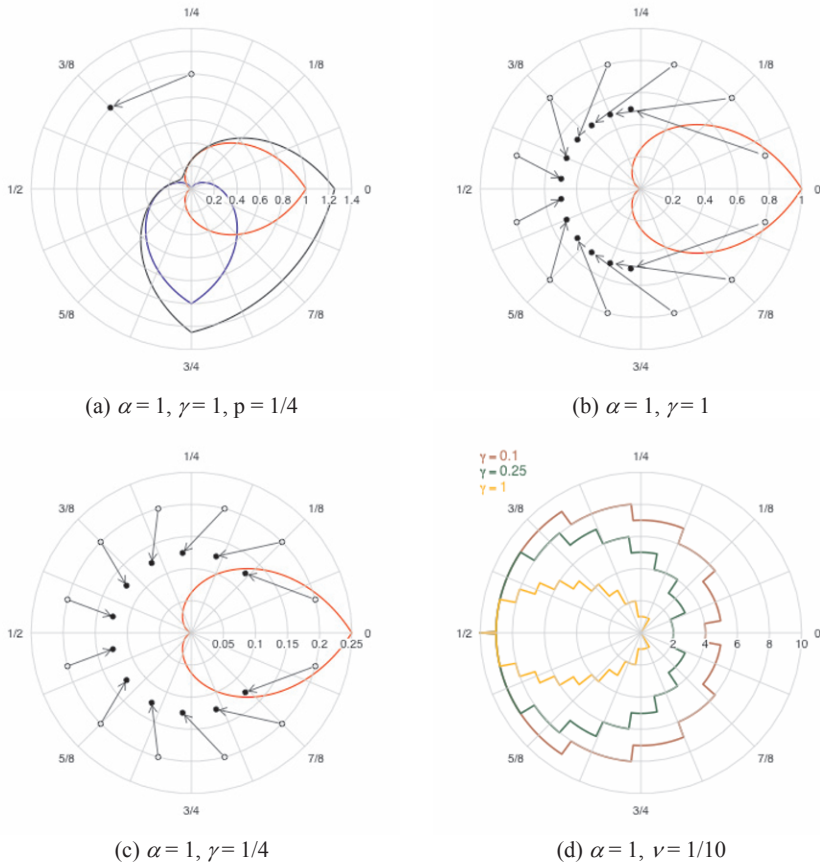 1/4
1/4
3/8
1/8
3/8
1/8
1/2
0.2 0.4 0.6 0.8 1 1.2 1.4
0
1/2
0.2 0.4 0.6 0.8 1
0
5/8
7/8
5/8
7/8
3/4
3/4
(a) α = 1, γ = 1, p = 1/4
(b) α = 1, γ = 1
1/4
1/4
γ = 0.1
γ = 0.25
γ = 1
3/8
1/8
3/8
1/8
1/2
0.05 0.1 0.15 0.2 0.25
0
1/2
2 4 6 8 10
0
5/8
7/8
5/8
7/8
3/4
3/4
(c) α = 1, γ = 1/4
(d) α = 1, ν = 1/10